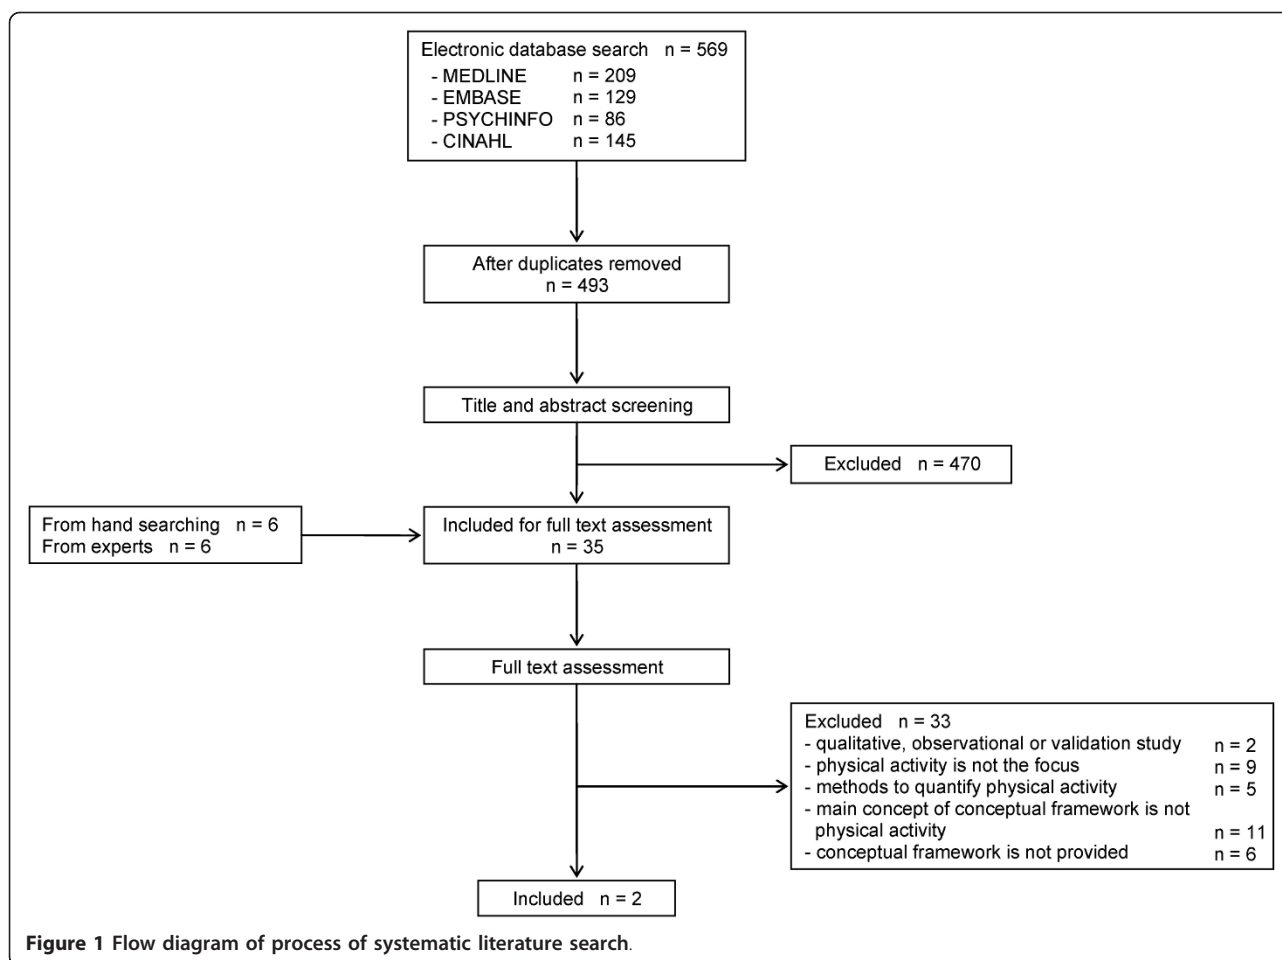 Electronic database search n = 569
- MEDLINE n = 209
- EMBASE n = 129
- PSYCHINFO n = 86
- CINAHL n = 145
After duplicates removed
n = 493
Title and abstract screening
Excluded n = 470
From hand searching n = 6
From experts n = 6
Included for full text assessment
n = 35
Full text assessment
Excluded n = 33
- qualitative, observational or validation study n = 2
- physical activity is not the focus n = 9
- methods to quantify physical activity n = 5
- main concept of conceptual framework is not
physical activity n = 11
- conceptual framework is not provided n = 6
Included n = 2
Figure 1 Flow diagram of process of systematic literature search.